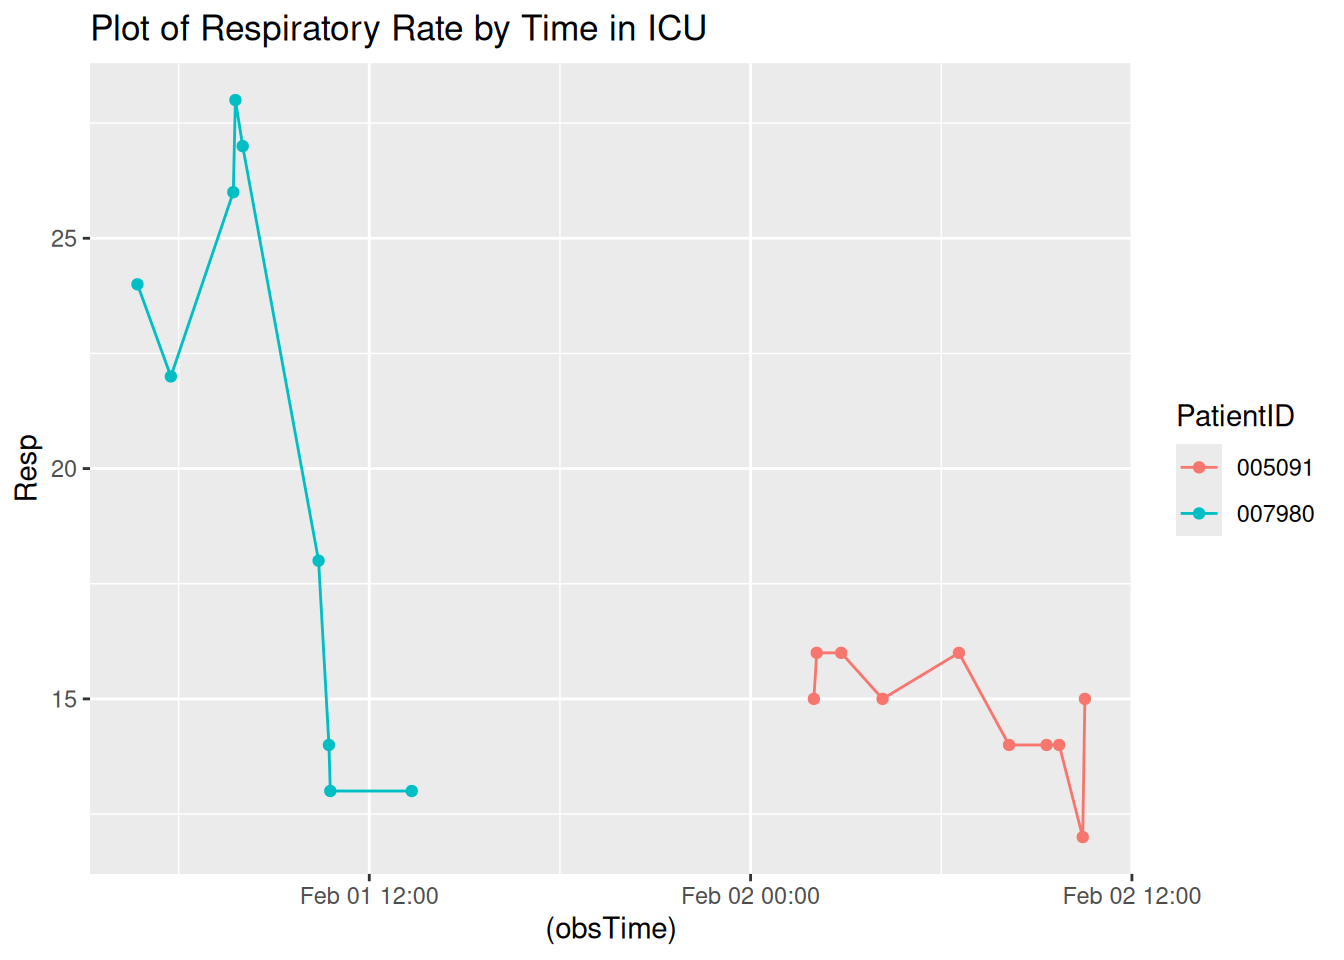 Plot of Respiratory Rate by Time in ICU
25
20
15
Resp
Feb 01 12:00
Feb 02 00:00
Feb 02 12:00
(obsTime)
PatientID
005091
007980